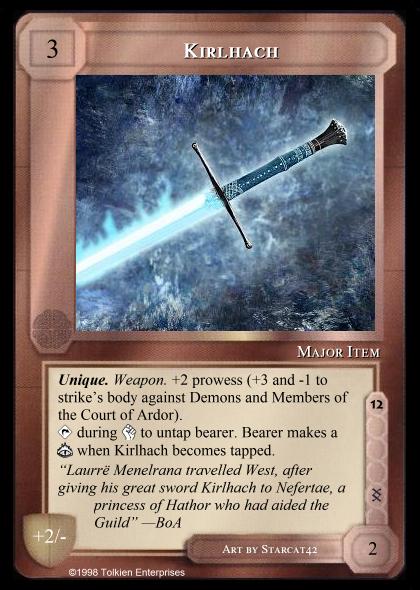 3
KIRLHACH
MAJOR ITEM
Unique. Weapon. +2 prowess (+3 and -1 to
strike's body against Demons and Members of
the Court of Ardor).
during to untap bearer. Bearer makes a
when Kirlhach becomes tapped.
“Laurrë Menelrana travelled West, after
giving his great sword Kirlhach to Nefertae, a
princess of Hathor who had aided the
Guild” —BoA
12
+2/-
ART BY STARCAT42
2
©1998 Tolkien Enterprises